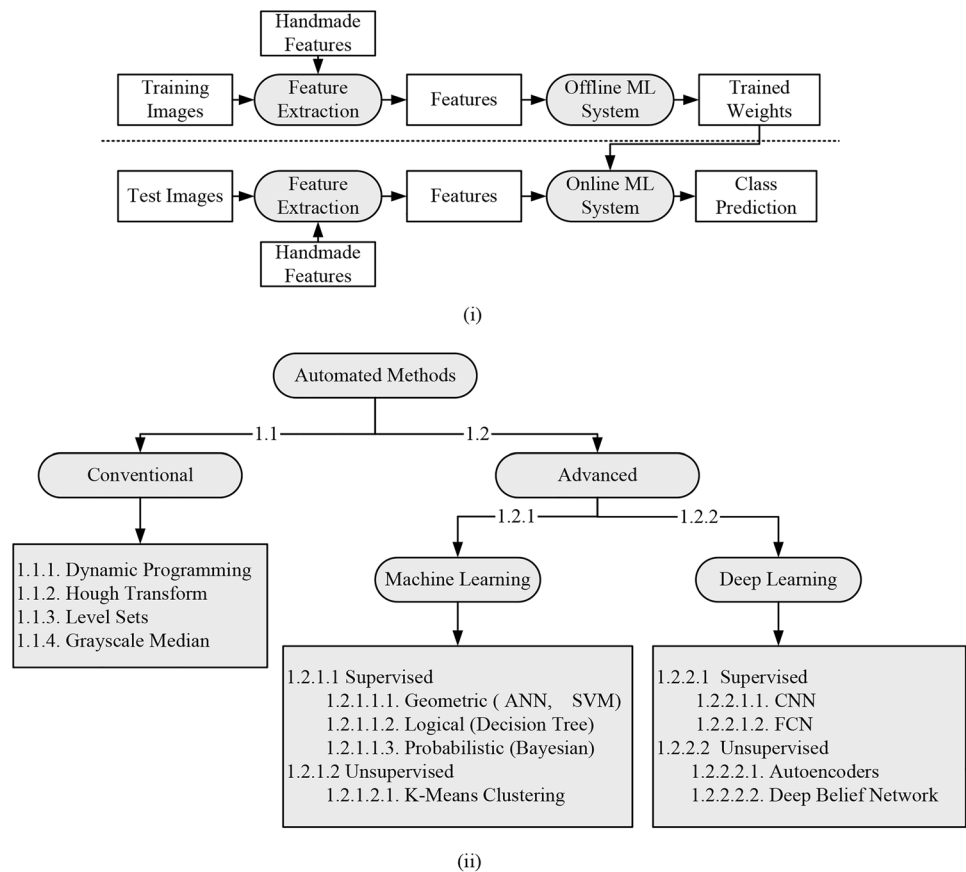 Handmade
Features
Training
Images
Feature
Extraction
Features
Offline ML
System
Trained
Weights
Test Images
Feature
Extraction
Features
Online ML
System
Class
Prediction
Handmade
Features
(i)
Automated Methods
1.1
1.2
Conventional
Advanced
1.2.1
1.2.2
Machine Learning
Deep Learning
1.1.1. Dynamic Programming
1.1.2. Hough Transform
1.1.3. Level Sets
1.1.4. Grayscale Median
1.2.1.1 Supervised
1.2.1.1.1. Geometric ( ANN, SVM)
1.2.1.1.2. Logical (Decision Tree)
1.2.1.1.3. Probabilistic (Bayesian)
1.2.1.2 Unsupervised
1.2.1.2.1. K-Means Clustering
1.2.2.1 Supervised
1.2.2.1.1. CNN
1.2.2.1.2. FCN
1.2.2.2 Unsupervised
1.2.2.2.1. Autoencoders
1.2.2.2.2. Deep Belief Network
(ii)